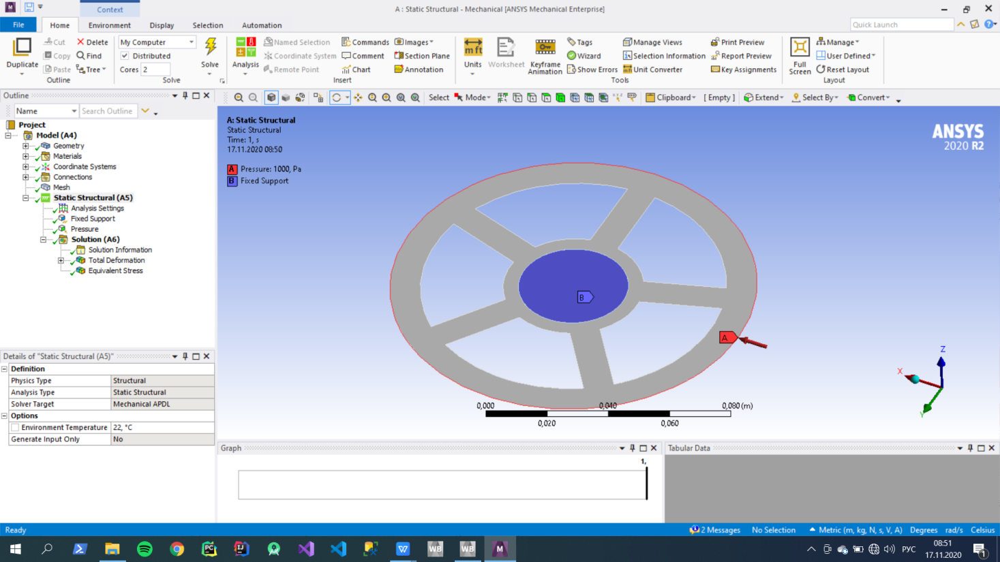 Context
A : Static Structural - Mechanical [ANSYS Mechanical Enterprise]
File Home Environment Display Selection Automation
Quick Launch
Duplicate
Cut
Copy
Paste
Delete
Find
Tree
Outline
My Computer
Distributed
Cores 2
Solve
Solve
Analysis
Named Selection
Coordinate System
Remote Point
Commands
Comment
Chart
Images
Section Plane
Annotation
Insert
Units
mft
Worksheet
Keyframe
Animation
Tags
Wizard
Show Errors
Manage Views
Selection Information
Unit Converter
Print Preview
Report Preview
Key Assignments
Tools
Full
Screen
Manage
User Defined
Reset Layout
Layout
Outline
Name Search Outline
Project
Model (A4)
Geometry
Materials
Coordinate Systems
Connections
Mesh
Static Structural (A5)
Analysis Settings
Fixed Support
Pressure
Solution (A6)
Solution Information
Total Deformation
Equivalent Stress
Select Mode Clipboard [ Empty ] Extend Select By Convert
A: Static Structural
Static Structural
Time: 1, s
17.11.2020 08:50
A Pressure: 1000, Pa
B Fixed Support
ANSYS
2020 R2
B
A
Z
X
Y
0,000 0,040 0,080 (m)
0,020 0,060
Details of "Static Structural (A5)"
Definition
Physics Type Structural
Analysis Type Static Structural
Solver Target Mechanical APDL
Options
Environment Temperature 22, °C
Generate Input Only No
Graph
1,
Tabular Data
Ready 2 Messages No Selection Metric (m, kg, N, s, V, A) Degrees rad/s Celsius
PC IJ W WB WB M
РУС
08:51
17.11.2020
1